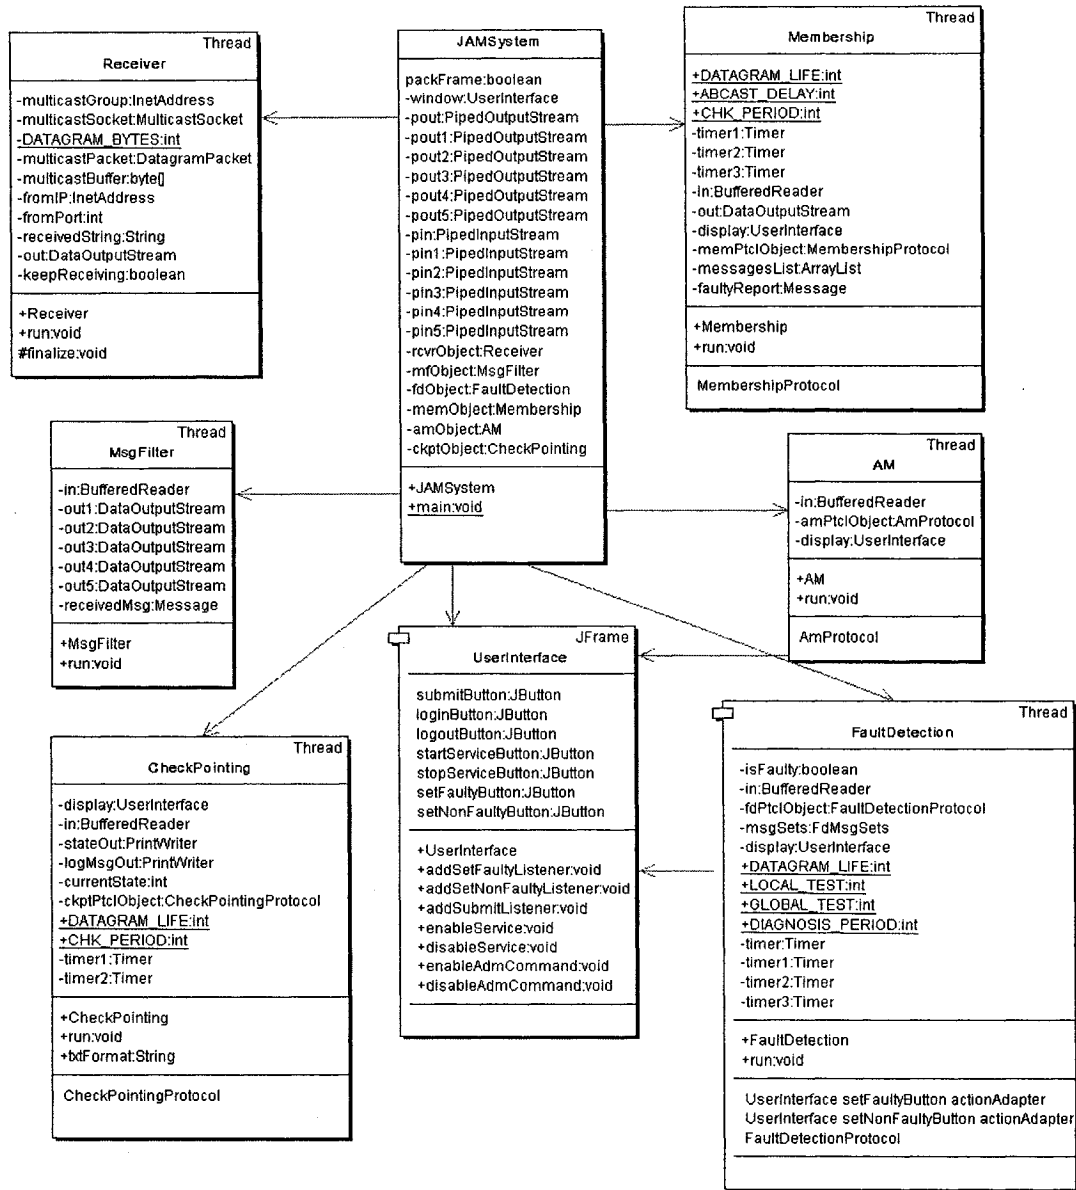 Thread
Receiver
-multicastGroup:InetAddress
-multicastSocket:MulticastSocket
-DATAGRAM_BYTES:int
-multicastPacket:DatagramPacket
-multicastBuffer:byte[]
-fromIP:InetAddress
-fromPort:int
-receivedString:String
-out:DataOutputStream
-keepReceiving:boolean
+Receiver
+run:void
#finalize:void
JAMSystem
packFrame:boolean
-window:UserInterface
-pout:PipedOutputStream
-pout1:PipedOutputStream
-pout2:PipedOutputStream
-pout3:PipedOutputStream
-pout4:PipedOutputStream
-pout5:PipedOutputStream
-pin:PipedInputStream
-pin1:PipedInputStream
-pin2:PipedInputStream
-pin3:PipedInputStream
-pin4:PipedInputStream
-pin5:PipedInputStream
-rcvrObject:Receiver
-mfObject:MsgFilter
-fdObject:FaultDetection
-memObject:Membership
-amObject:AM
-ckptObject:CheckPointing
+JAMSystem
+main:void
Thread
Membership
+DATAGRAM_LIFE:int
+ABCAST_DELAY:int
+CHK_PERIOD:int
-timer1:Timer
-timer2:Timer
-timer3:Timer
-in:BufferedReader
-out:DataOutputStream
-display:UserInterface
-memPtclObject:MembershipProtocol
-messagesList:ArrayList
-faultyReport:Message
+Membership
+run:void
MembershipProtocol
Thread
MsgFilter
-in:BufferedReader
-out1:DataOutputStream
-out2:DataOutputStream
-out3:DataOutputStream
-out4:DataOutputStream
-out5:DataOutputStream
-receivedMsg:Message
+MsgFilter
+run:void
Thread
AM
-in:BufferedReader
-amPtclObject:AmProtocol
-display:UserInterface
+AM
+run:void
AmProtocol
JFrame
UserInterface
submitButton:JButton
loginButton:JButton
logoutButton:JButton
startServiceButton:JButton
stopServiceButton:JButton
setFaultyButton:JButton
setNonFaultyButton:JButton
+UserInterface
+addSetFaultyListener:void
+addSetNonFaultyListener:void
+addSubmitListener:void
+enableService:void
+disableService:void
+enableAdmCommand:void
+disableAdmCommand:void
Thread
CheckPointing
-display:UserInterface
-in:BufferedReader
-stateOut:PrintWriter
-logMsgOut:PrintWriter
-currentState:int
-ckptPtclObject:CheckPointingProtocol
+DATAGRAM_LIFE:int
+CHK_PERIOD:int
-timer1:Timer
-timer2:Timer
+CheckPointing
+run:void
+txtFormat:String
CheckPointingProtocol
Thread
FaultDetection
-isFaulty:boolean
-in:BufferedReader
-fdPtclObject:FaultDetectionProtocol
-msgSets:FdMsgSets
-display:UserInterface
+DATAGRAM_LIFE:int
+LOCAL_TEST:int
+GLOBAL_TEST:int
+DIAGNOSIS_PERIOD:int
-timer:Timer
-timer1:Timer
-timer2:Timer
-timer3:Timer
+FaultDetection
+run:void
UserInterface setFaultyButton actionAdapter
UserInterface setNonFaultyButton actionAdapter
FaultDetectionProtocol